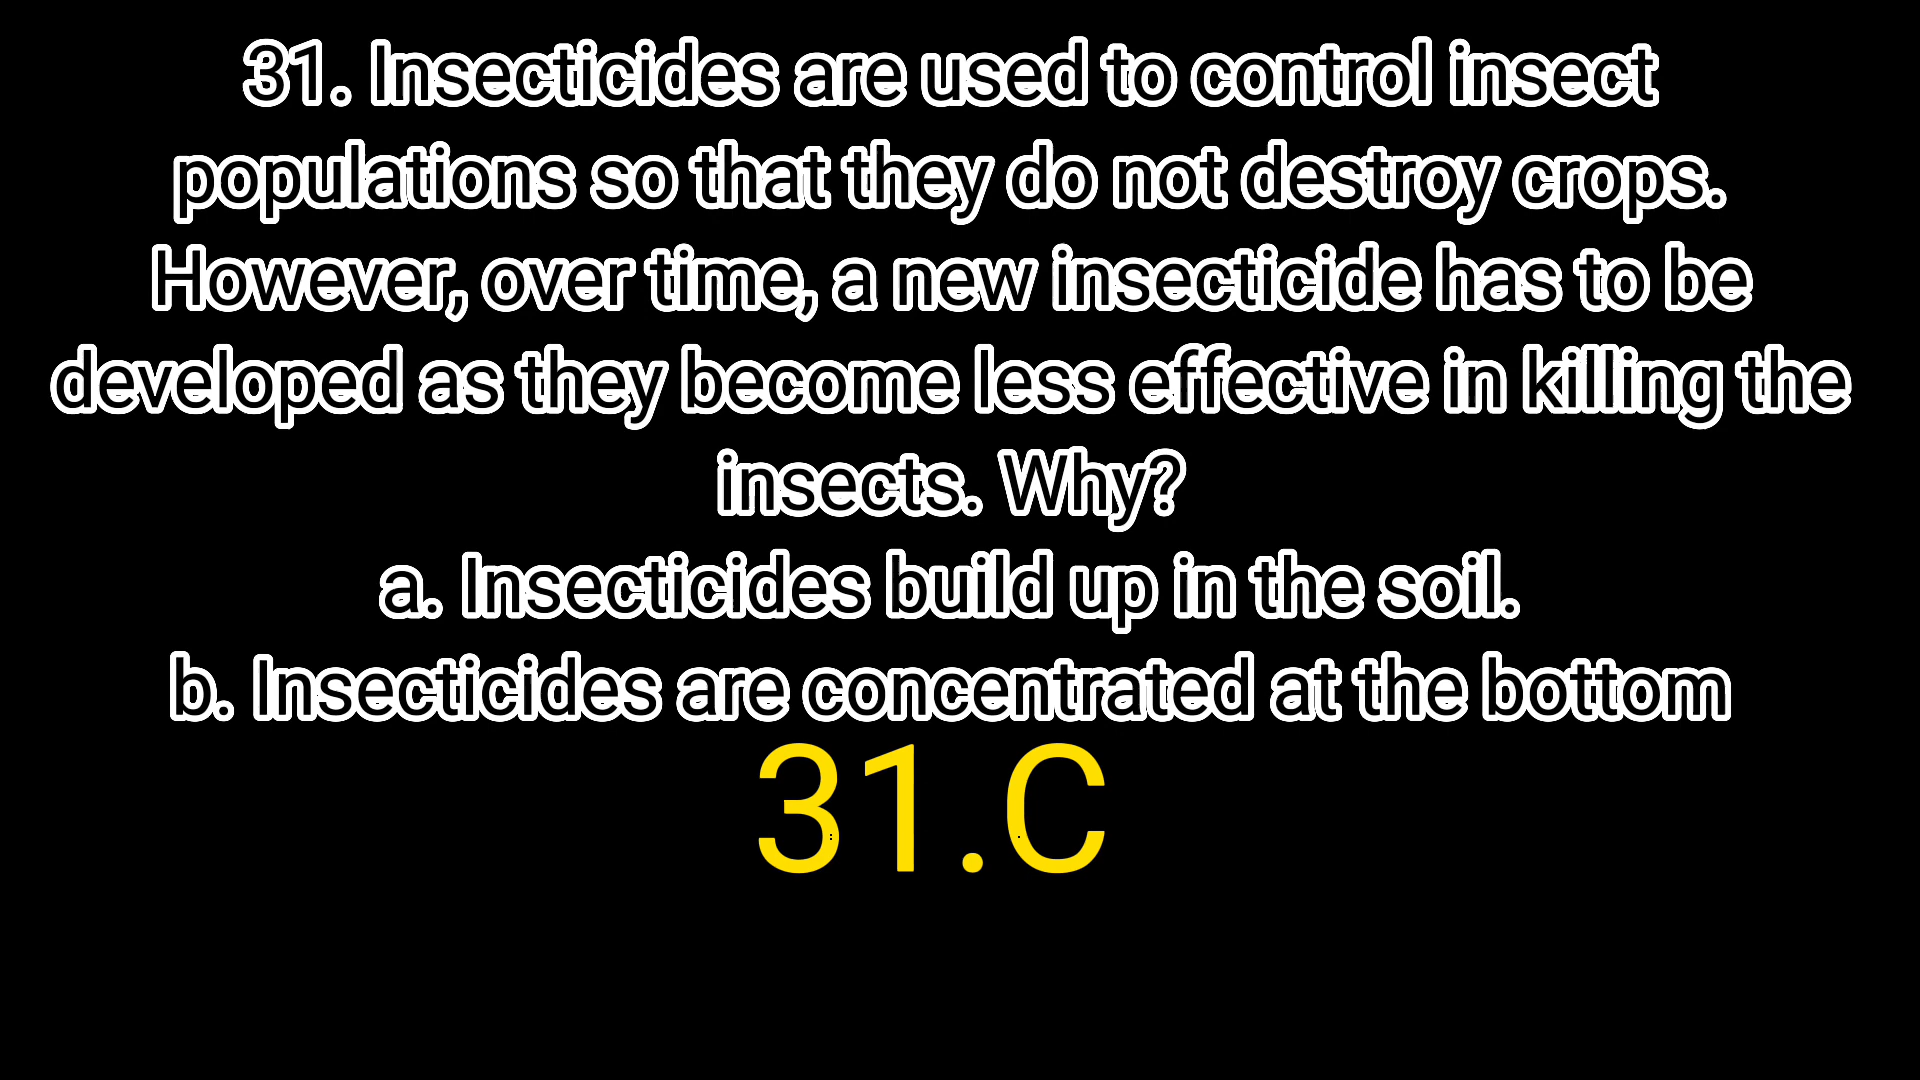 31. Insecticides are used to control insect
populations so that they do not destroy crops.
However, over time, a new insecticide has to be
developed as they become less effective in killing the
insects. Why?
a. Insecticides build up in the soil.
b. Insecticides are concentrated at the bottom
31.C